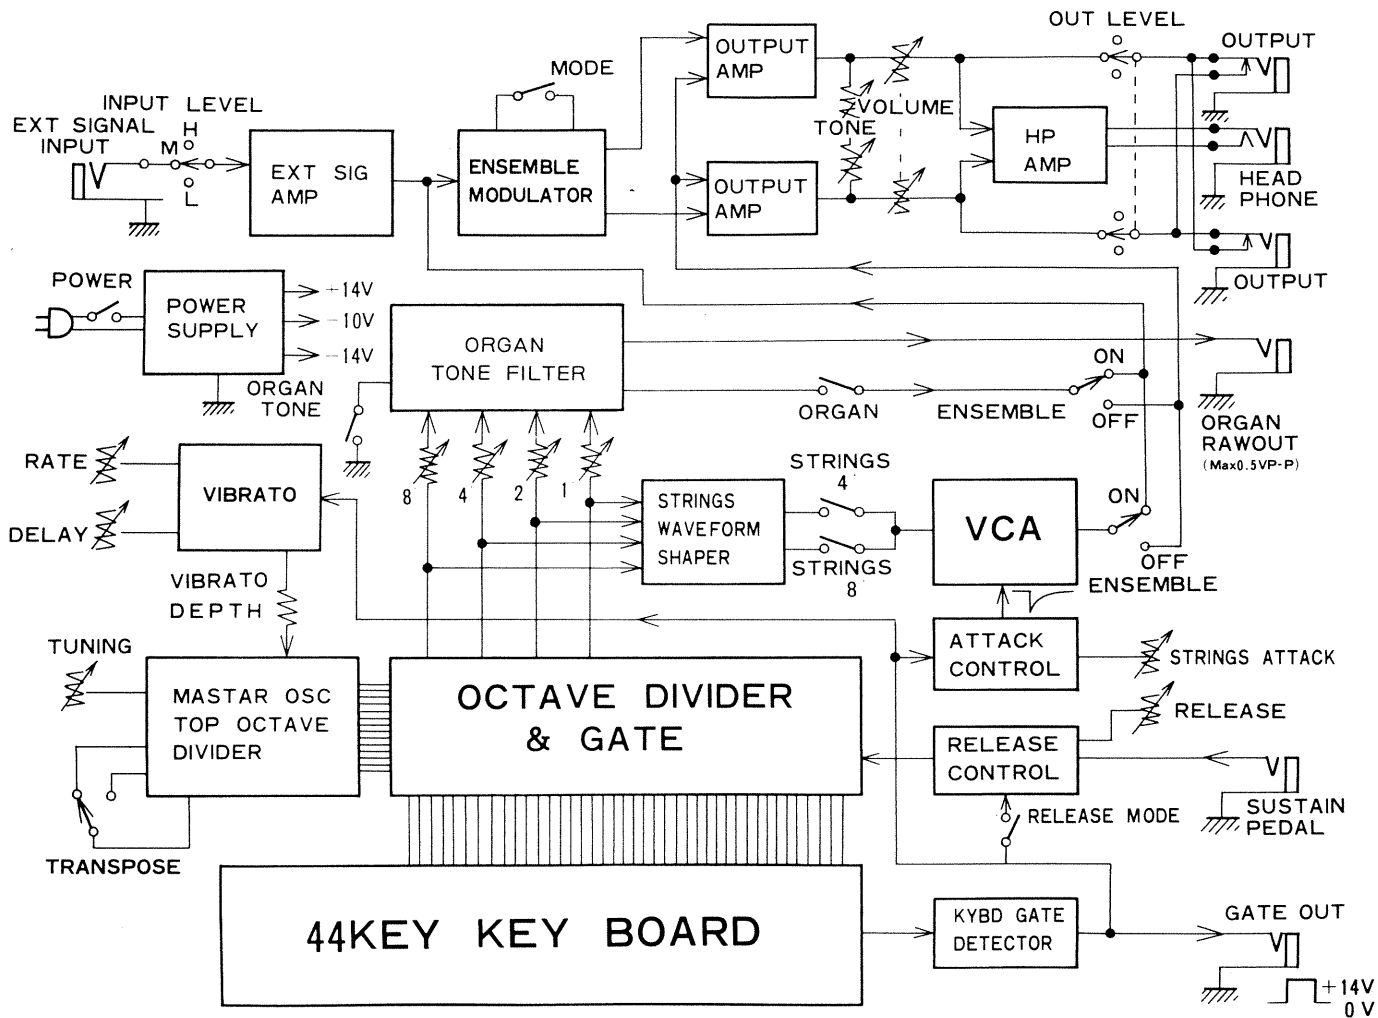 OUT LEVEL
OUTPUT
OUTPUT
AMP
MODE
INPUT LEVEL
EXT SIGNAL
INPUT
H
M
L
EXT SIG
AMP
ENSEMBLE
MODULATOR
VOLUME
TONE
HP
AMP
HEAD
PHONE
OUTPUT
AMP
OUTPUT
POWER
POWER
SUPPLY
+14V
-10V
-14V
ORGAN
TONE
ORGAN
TONE FILTER
ORGAN
ENSEMBLE
ON
OFF
ORGAN
RAWOUT
(Max0.5VP-P)
RATE
DELAY
VIBRATO
8
4
2
1
STRINGS
4
STRINGS
WAVEFORM
SHAPER
STRINGS
8
VCA
ON
OFF
ENSEMBLE
VIBRATO
DEPTH
TUNING
MASTAR OSC
TOP OCTAVE
DIVIDER
OCTAVE DIVIDER
& GATE
ATTACK
CONTROL
STRINGS ATTACK
RELEASE
RELEASE
CONTROL
SUSTAIN
PEDAL
RELEASE MODE
TRANSPOSE
44KEY KEY BOARD
KYBD GATE
DETECTOR
GATE OUT
+14V
0V